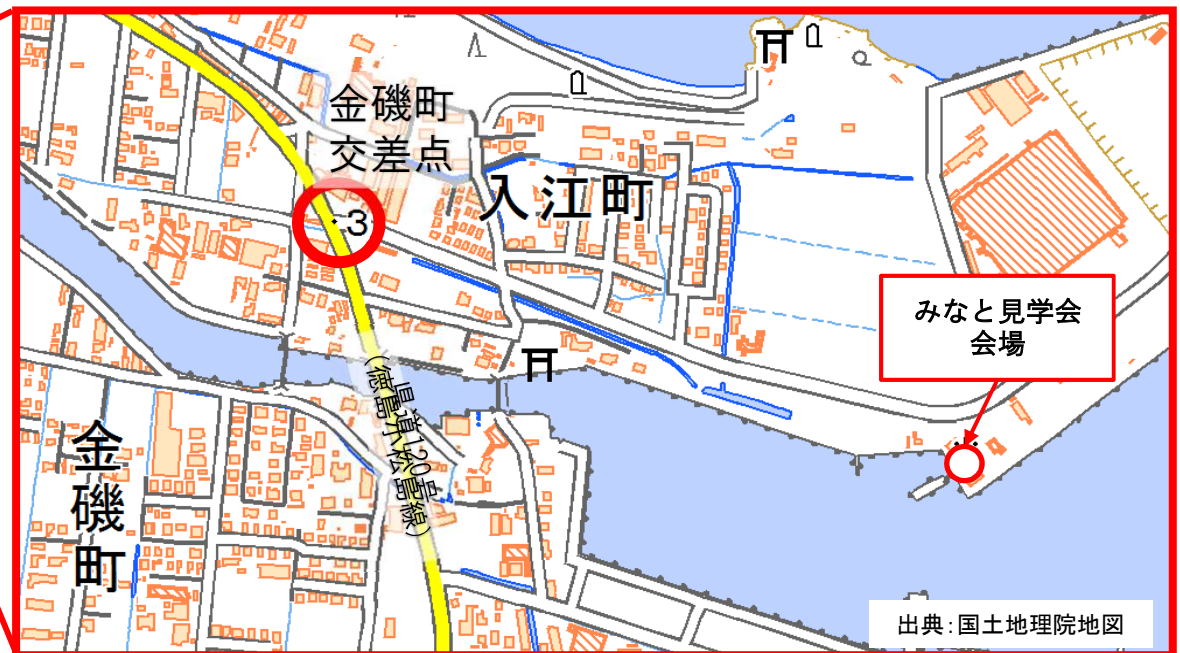 金磯町
交差点
入江町
3
みなと見学会
会場
県道120号
(徳島小松島線)
金磯町
出典:国土地理院地図